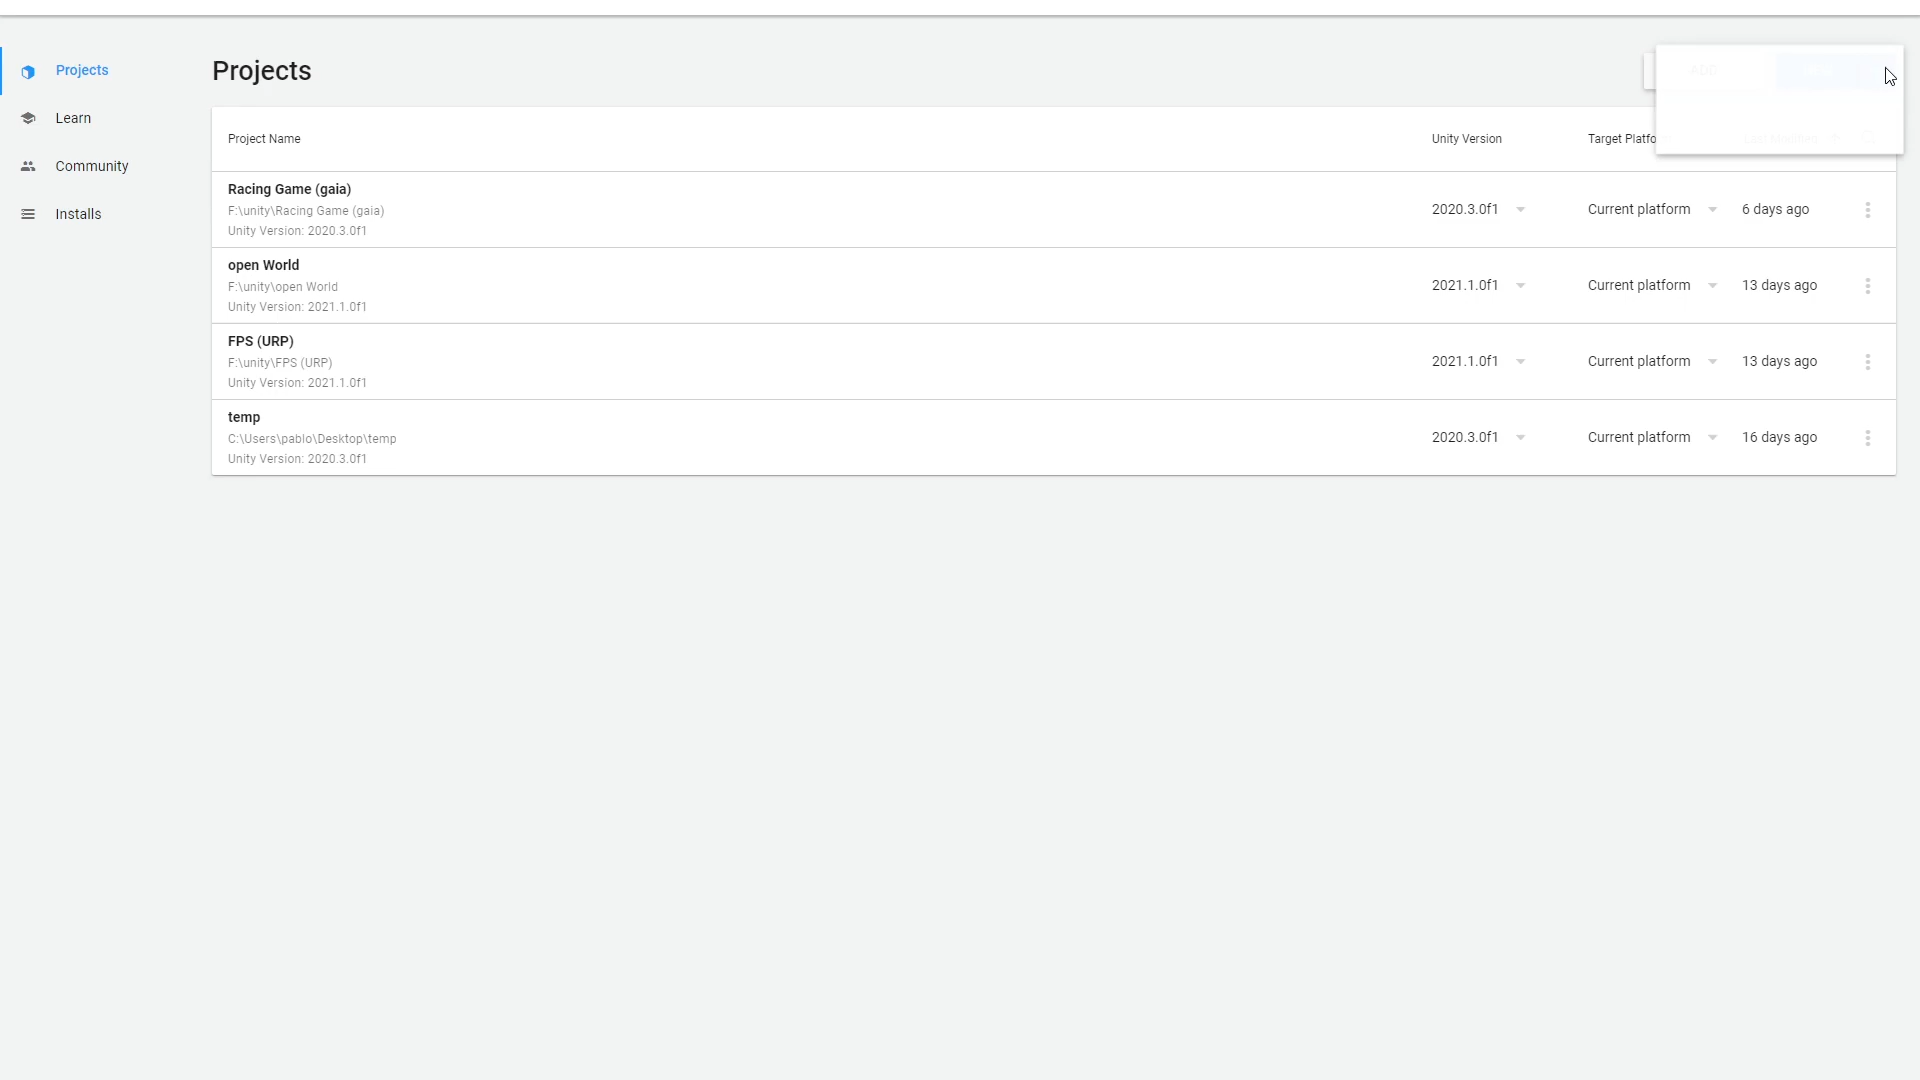 Projects
Learn
Community
Installs
Projects
Project Name Unity Version Target Platfo
Racing Game (gaia)
F:\unity\Racing Game (gaia)
Unity Version: 2020.3.0f1
2020.3.0f1 Current platform 6 days ago
open World
F:\unity\open World
Unity Version: 2021.1.0f1
2021.1.0f1 Current platform 13 days ago
FPS (URP)
F:\unity\FPS (URP)
Unity Version: 2021.1.0f1
2021.1.0f1 Current platform 13 days ago
temp
C:\Users\pablo\Desktop\temp
Unity Version: 2020.3.0f1
2020.3.0f1 Current platform 16 days ago